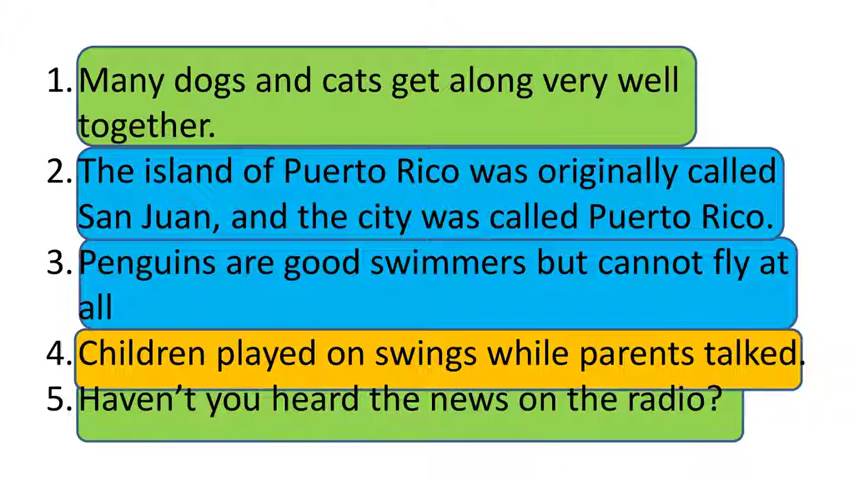 1. Many dogs and cats get along very well
together.
2. The island of Puerto Rico was originally called
San Juan, and the city was called Puerto Rico.
3. Penguins are good swimmers but cannot fly at
all
4. Children played on swings while parents talked.
5. Haven’t you heard the news on the radio?